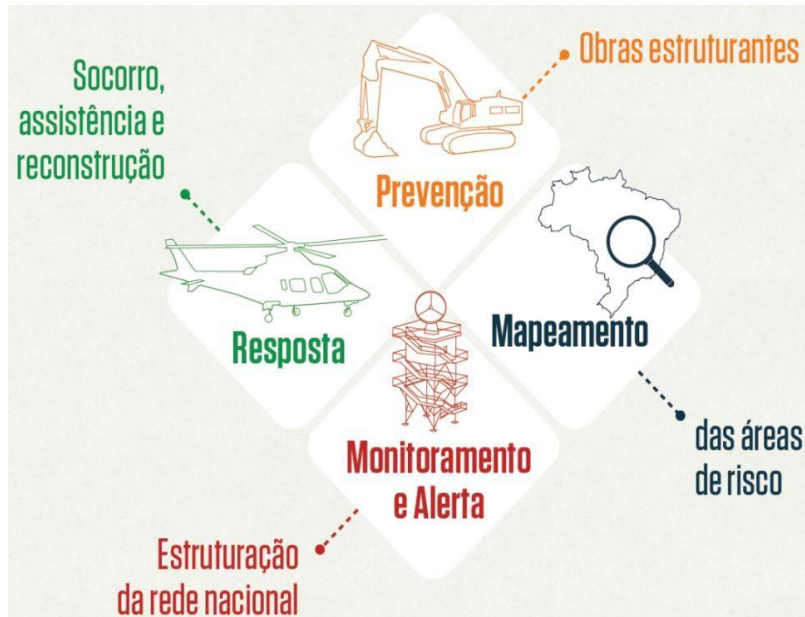 Obras estruturantes
Prevenção
Socorro,
assistência e
reconstrução
Resposta
Mapeamento
das áreas
de risco
Monitoramento
e Alerta
Estruturação
da rede nacional